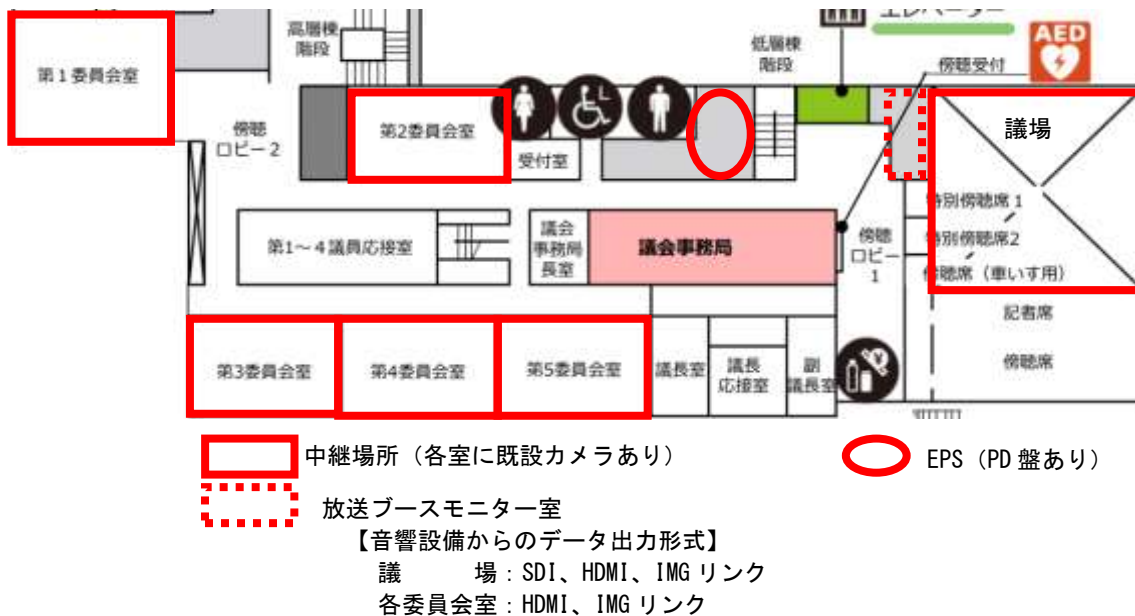 高層棟
階段
エレベーター
AED
第1委員会室
低層棟
階段
傍聴受付
傍聴
ロビー2
第2委員会室
受付室
議場
特別傍聴席1
特別傍聴席2
傍聴席（車いす用）
第1～4議員応接室
議会
事務局
長室
議会事務局
傍聴
ロビー
1
記者席
傍聴席
第3委員会室
第4委員会室
第5委員会室
議長室
議長
応接室
副
議長室
中継場所（各室に既設カメラあり）
EPS（PD盤あり）
放送ブースモニター室
【音響設備からのデータ出力形式】
議　　場：SDI、HDMI、IMGリンク
各委員会室：HDMI、IMGリンク